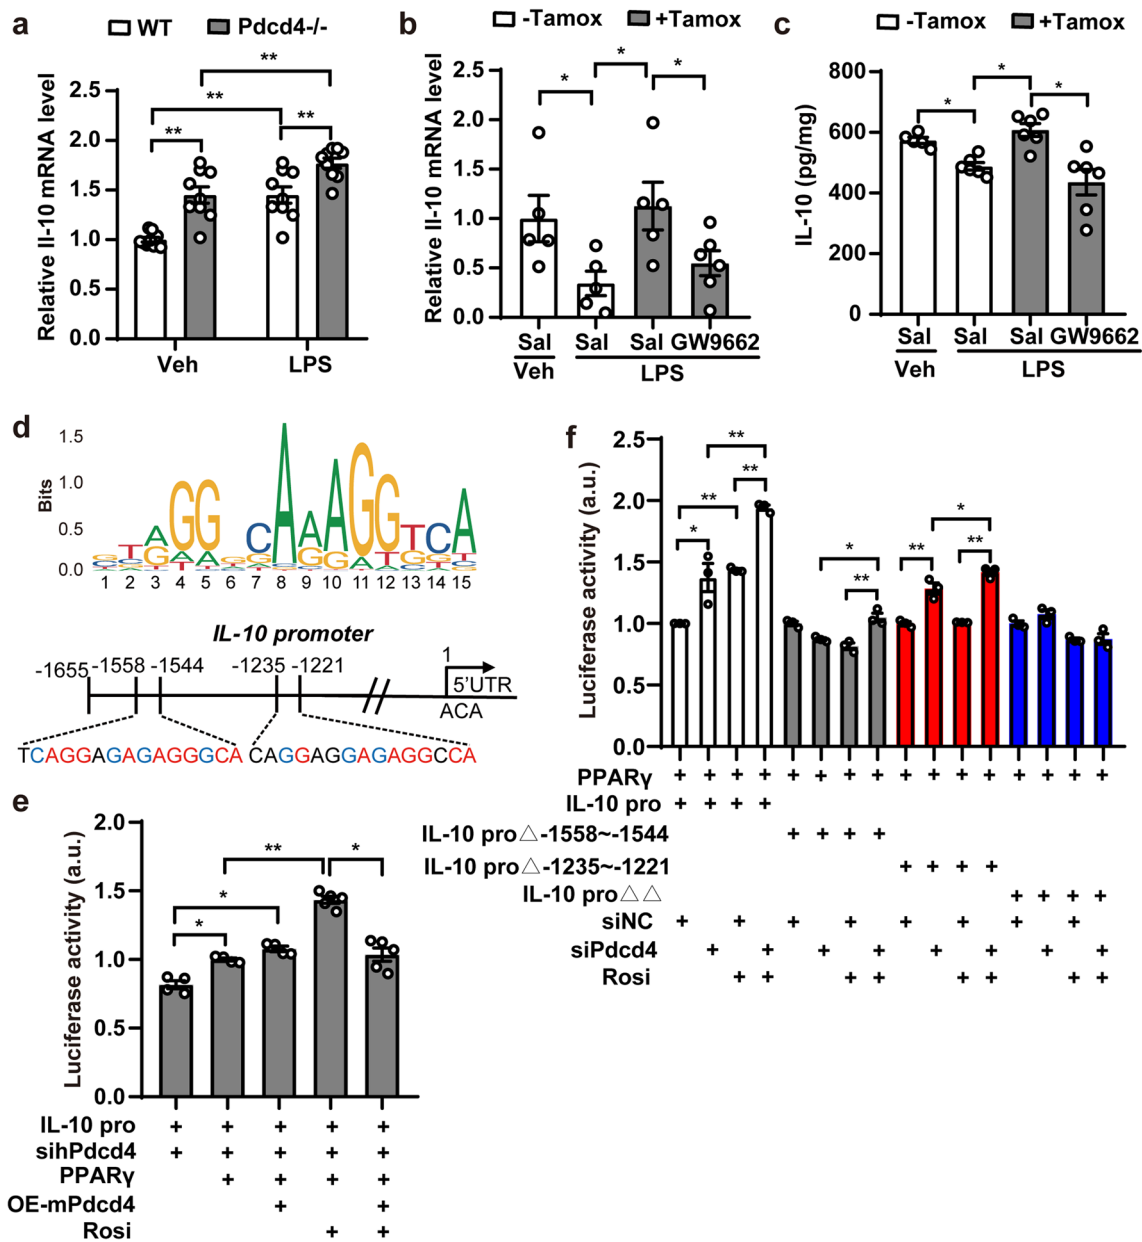 a
WT Pdcd4-/-
Relative Il-10 mRNA level
2.5
2.0
1.5
1.0
0.5
0.0
** ** ** **
Veh LPS
b
-Tamox +Tamox
Relative Il-10 mRNA level
2.5
2.0
1.5
1.0
0.5
0.0
* * *
Sal Sal Sal GW9662
Veh LPS
c
-Tamox +Tamox
IL-10 (pg/mg)
800
600
400
200
0
* * *
Sal Sal Sal GW9662
Veh LPS
d
Bits
1.5
1.0
0.5
0.0
1 2 3 4 5 6 7 8 9 10 11 12 13 14 15
IL-10 promoter
-1655 -1558 -1544 -1235 -1221 1
5'UTR
ACA
TCAGGAGAGAGGGCA CAGGAGGAGAGGCCA
e
Luciferase activity (a.u.)
2.0
1.5
1.0
0.5
0.0
* * ** *
IL-10 pro + + + + +
sihPdcd4 + + + + +
PPARγ + + + +
OE-mPdcd4 + +
Rosi + +
f
Luciferase activity (a.u.)
2.5
2.0
1.5
1.0
0.5
0.0
* ** ** ** * ** ** ** *
PPARγ + + + + + + + + + + + + + + + +
IL-10 pro + + + +
IL-10 pro△-1558~-1544 + + + +
IL-10 pro△-1235~-1221 + + + +
IL-10 pro△△ + + + +
siNC + + + + + + + +
siPdcd4 + + + + + + + +
Rosi + + + + + + + +